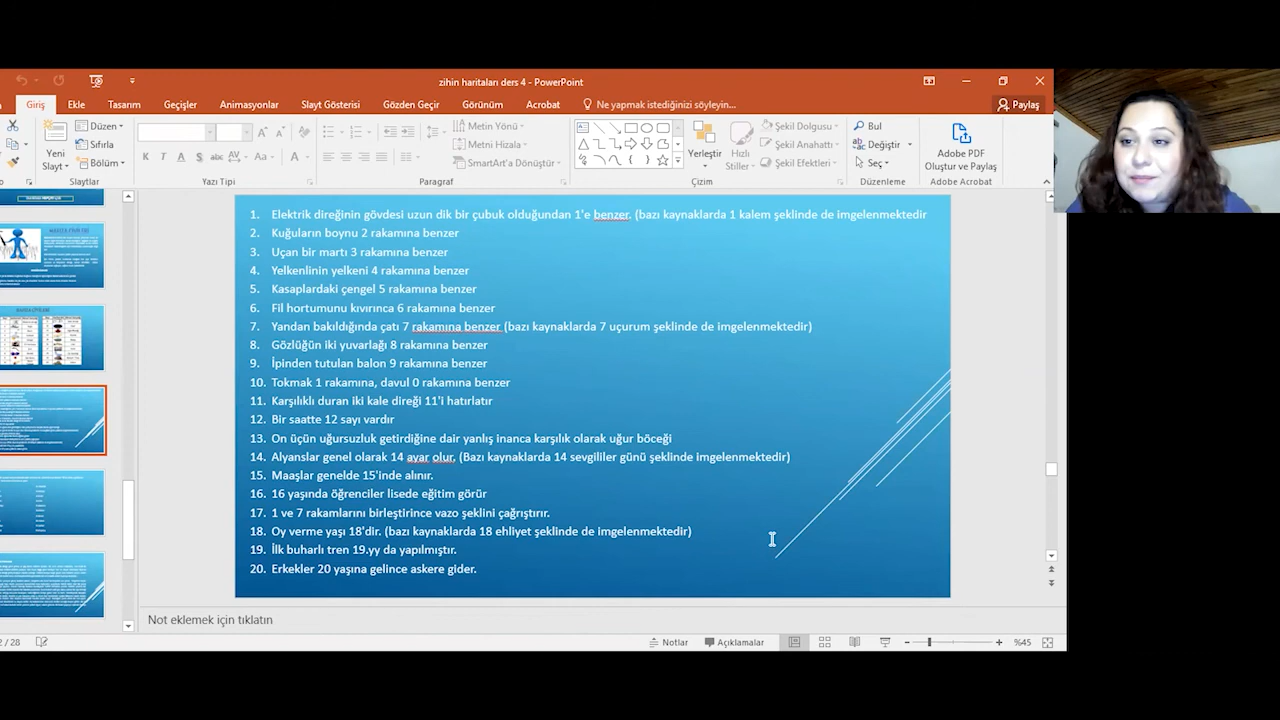 zihin haritaları ders 4 - PowerPoint
Giriş Ekle Tasarım Geçişler Animasyonlar Slayt Gösterisi Gözden Geçir Görünüm Acrobat Ne yapmak istediğinizi söyleyin... Paylaş
Yeni Slayt
Düzen
Sıfırla
Bölüm
Slaytlar
K T A S abc AV Aa A
Yazı Tipi
Metin Yönü
Metni Hizala
SmartArt'a Dönüştür
Paragraf
Yerleştir
Hızlı Stiller
Şekil Dolgusu
Şekil Anahattı
Şekil Efektleri
Çizim
Bul
Değiştir
Seç
Düzenleme
Adobe PDF
Oluştur ve Paylaş
Adobe Acrobat
1. Elektrik direğinin gövdesi uzun dik bir çubuk olduğundan 1'e benzer. (bazı kaynaklarda 1 kalem şeklinde de imgelenmektedir
2. Kuğuların boynu 2 rakamına benzer
3. Uçan bir martı 3 rakamına benzer
4. Yelkenlinin yelkeni 4 rakamına benzer
5. Kasaplardaki çengel 5 rakamına benzer
6. Fil hortumunu kıvırınca 6 rakamına benzer
7. Yandan bakıldığında çatı 7 rakamına benzer (bazı kaynaklarda 7 uçurum şeklinde de imgelenmektedir)
8. Gözlüğün iki yuvarlağı 8 rakamına benzer
9. İpinden tutulan balon 9 rakamına benzer
10. Tokmak 1 rakamına, davul 0 rakamına benzer
11. Karşılıklı duran iki kale direği 11'i hatırlatır
12. Bir saatte 12 sayı vardır
13. On üçün uğursuzluk getirdiğine dair yanlış inanca karşılık olarak uğur böceği
14. Alyanslar genel olarak 14 ayar olur, (Bazı kaynaklarda 14 sevgililer günü şeklinde imgelenmektedir)
15. Maaşlar genelde 15'inde alınır.
16. 16 yaşında öğrenciler lisede eğitim görür
17. 1 ve 7 rakamlarını birleştirince vazo şeklini çağrıştırır.
18. Oy verme yaşı 18'dir. (bazı kaynaklarda 18 ehliyet şeklinde de imgelenmektedir)
19. İlk buharlı tren 19.yy da yapılmıştır.
20. Erkekler 20 yaşına gelince askere gider.
Not eklemek için tıklatın
/ 28 Notlar Açıklamalar %45